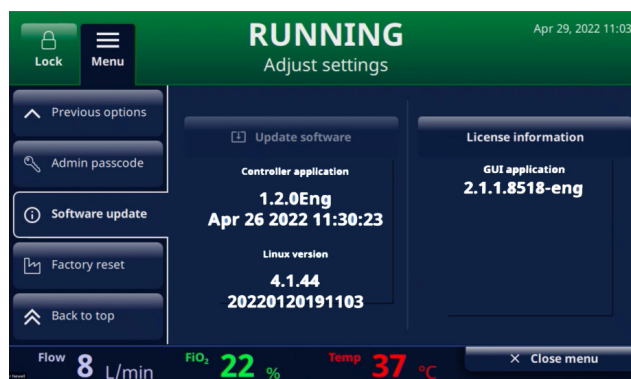 RUNNING
Adjust settings
Apr 29, 2022 11:03
Lock
Menu
Previous options
Admin passcode
Software update
Factory reset
Back to top
Update software
Controller application
1.2.0Eng
Apr 26 2022 11:30:23
Linux version
4.1.44
20220120191103
License information
GUI application
2.1.1.8518-eng
Flow 8 L/min
FiO₂ 22 %
Temp 37 °C
× Close menu